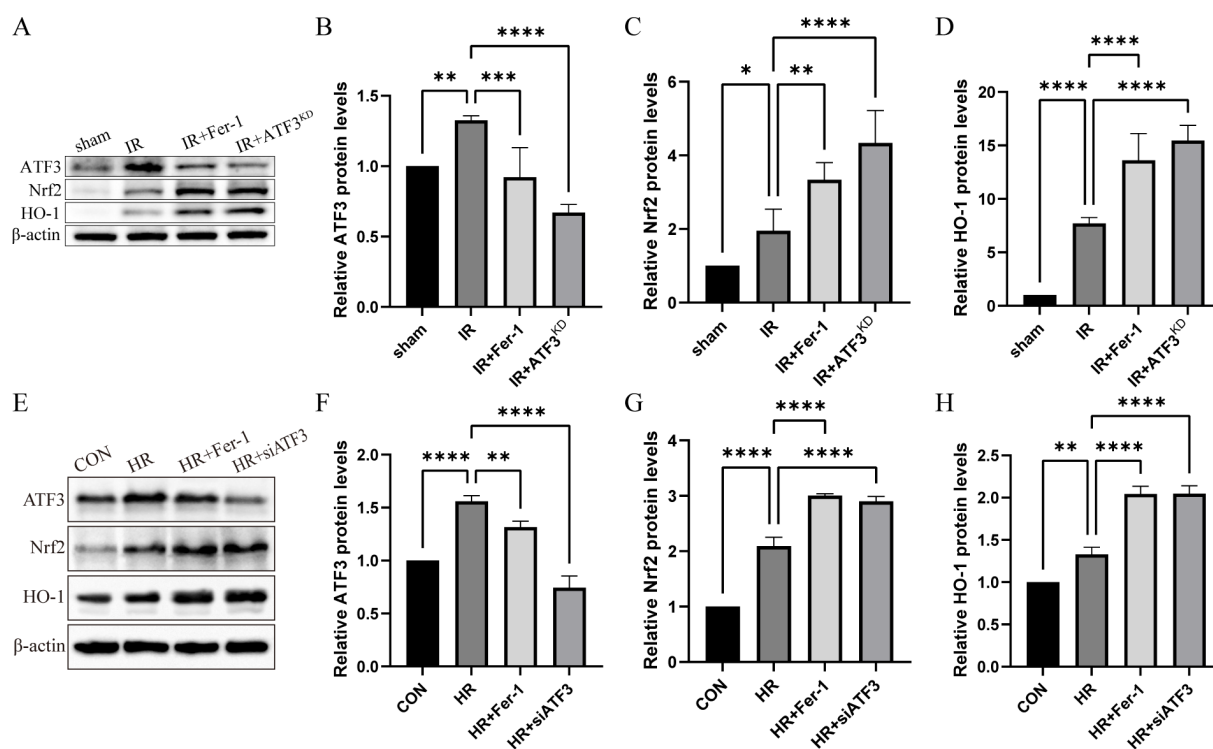 A
sham
IR
IR+Fer-1
IR+ATF3KD
ATF3
Nrf2
HO-1
β-actin
B
Relative ATF3 protein levels
1.5
1.0
0.5
0.0
****
** ***
sham
IR
IR+Fer-1
IR+ATF3KD
C
Relative Nrf2 protein levels
6
4
2
0
****
* **
sham
IR
IR+Fer-1
IR+ATF3KD
D
Relative HO-1 protein levels
20
15
10
5
0
****
**** ****
sham
IR
IR+Fer-1
IR+ATF3KD
E
CON
HR
HR+Fer-1
HR+siATF3
ATF3
Nrf2
HO-1
β-actin
F
Relative ATF3 protein levels
2.0
1.5
1.0
0.5
0.0
****
**** **
CON
HR
HR+Fer-1
HR+siATF3
G
Relative Nrf2 protein levels
4
3
2
1
0
****
**** ****
CON
HR
HR+Fer-1
HR+siATF3
H
Relative HO-1 protein levels
2.5
2.0
1.5
1.0
0.5
0.0
****
** ****
CON
HR
HR+Fer-1
HR+siATF3